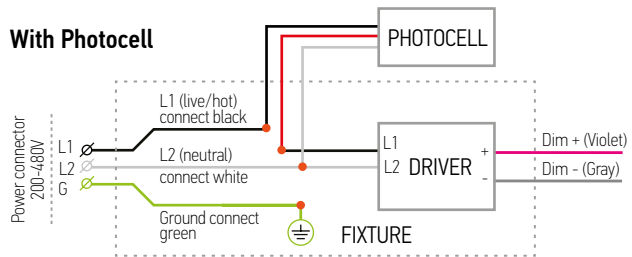 With Photocell
PHOTOCELL
L1 (live/hot)
connect black
Power connector
200-480V
L1
L2
G
L2 (neutral)
connect white
Ground connect
green
L1
L2
DRIVER
+
-
Dim + (Violet)
Dim - (Gray)
FIXTURE